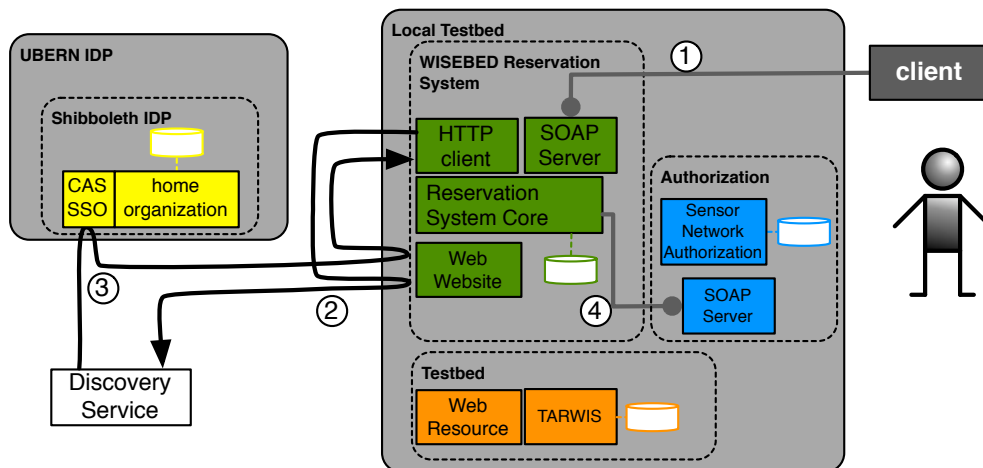 UBERN IDP
Shibboleth IDP
CAS
SSO
home
organization
3
Discovery
Service
2
Local Testbed
WISEBED Reservation
System
HTTP
client
SOAP
Server
Reservation
System Core
Web
Website
1
client
4
Authorization
Sensor
Network
Authorization
SOAP
Server
Testbed
Web
Resource
TARWIS